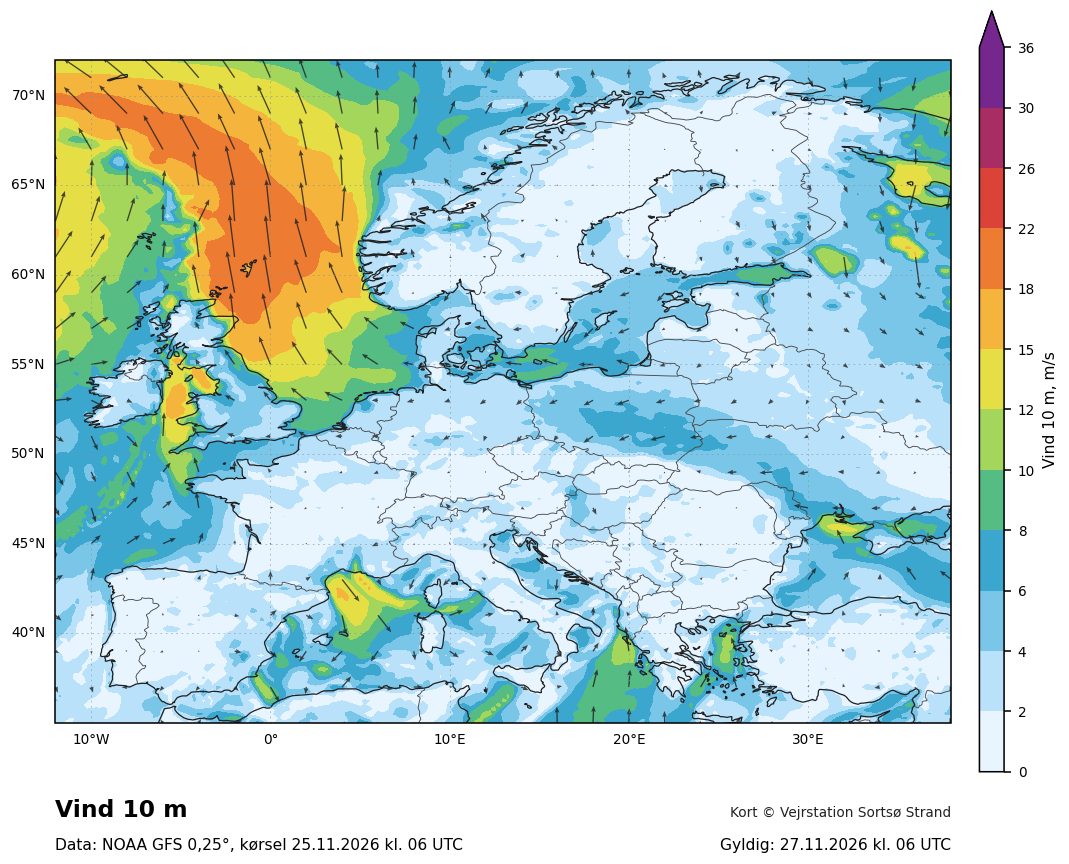 36
30
26
22
18
15
12
10
8
6
4
2
0
Vind 10 m, m/s
70°N
65°N
60°N
55°N
50°N
45°N
40°N
10°W
0°
10°E
20°E
30°E
Vind 10 m
Kort © Vejrstation Sortsø Strand
Data: NOAA GFS 0,25°, kørsel 25.11.2026 kl. 06 UTC
Gyldig: 27.11.2026 kl. 06 UTC